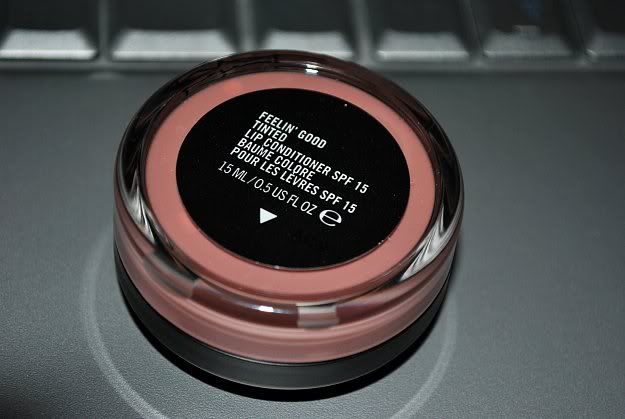 FEELIN' GOOD
TINTED
LIP CONDITIONER SPF 15
BAUME COLORE
POUR LES LÈVRES SPF 15
15 ML/0.5 US FL OZ ℮